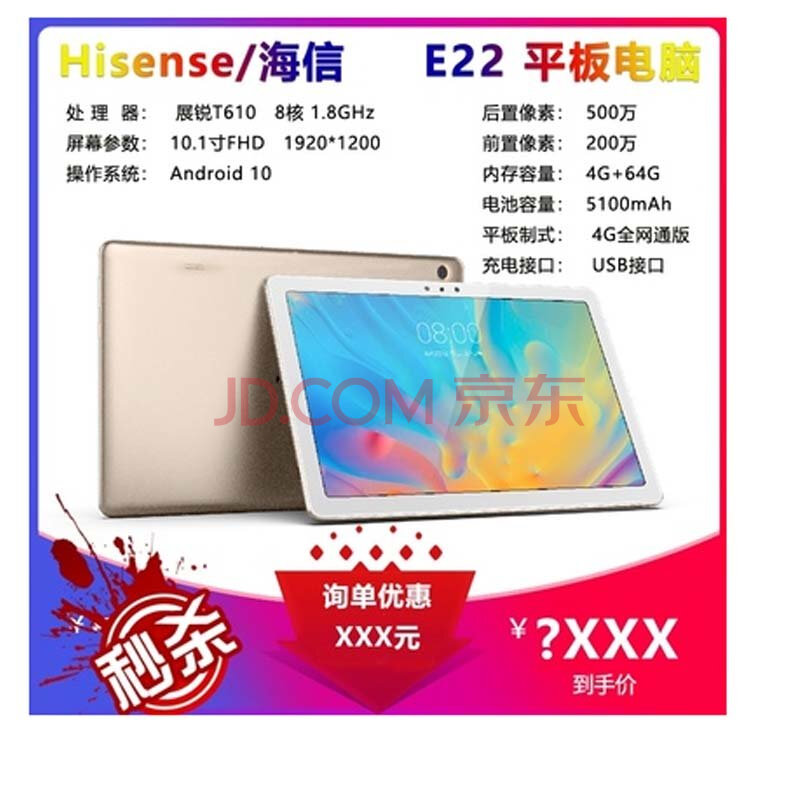 Hisense/海信 E22 平板电脑
处 理 器： 展锐T610 8核 1.8GHz
屏幕参数： 10.1寸FHD 1920*1200
操作系统： Android 10
后置像素： 500万
前置像素： 200万
内存容量： 4G+64G
电池容量： 5100mAh
平板制式： 4G全网通版
充电接口： USB接口
08:00
JD.COM 京东
询单优惠
XXX元
秒杀
￥?XXX
到手价